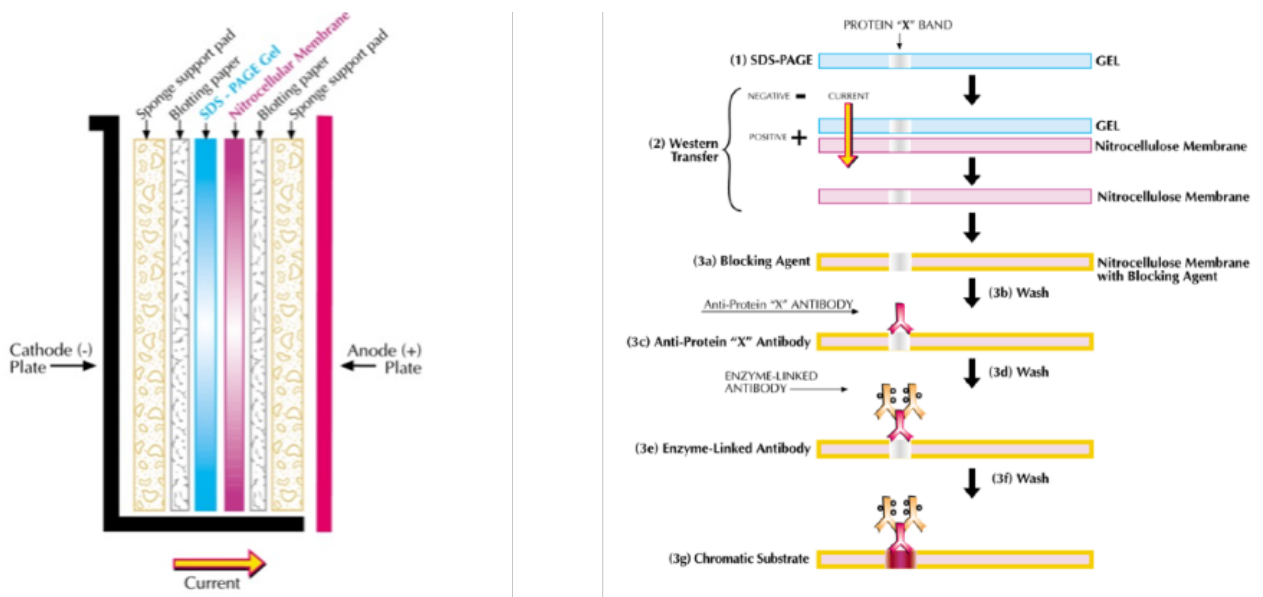 Sponge support pad
Blotting paper
SDS - PAGE Gel
Nitrocellular Membrane
Blotting paper
Sponge support pad
Cathode (-)
Plate
Anode (+)
Plate
Current
PROTEIN "X" BAND
(1) SDS-PAGE
GEL
NEGATIVE -
CURRENT
GEL
POSITIVE +
(2) Western
Transfer
Nitrocellulose Membrane
Nitrocellulose Membrane
(3a) Blocking Agent
Nitrocellulose Membrane
with Blocking Agent
(3b) Wash
Anti-Protein "X" ANTIBODY
(3c) Anti-Protein "X" Antibody
(3d) Wash
ENZYME-LINKED
ANTIBODY
(3e) Enzyme-Linked Antibody
(3f) Wash
(3g) Chromatic Substrate